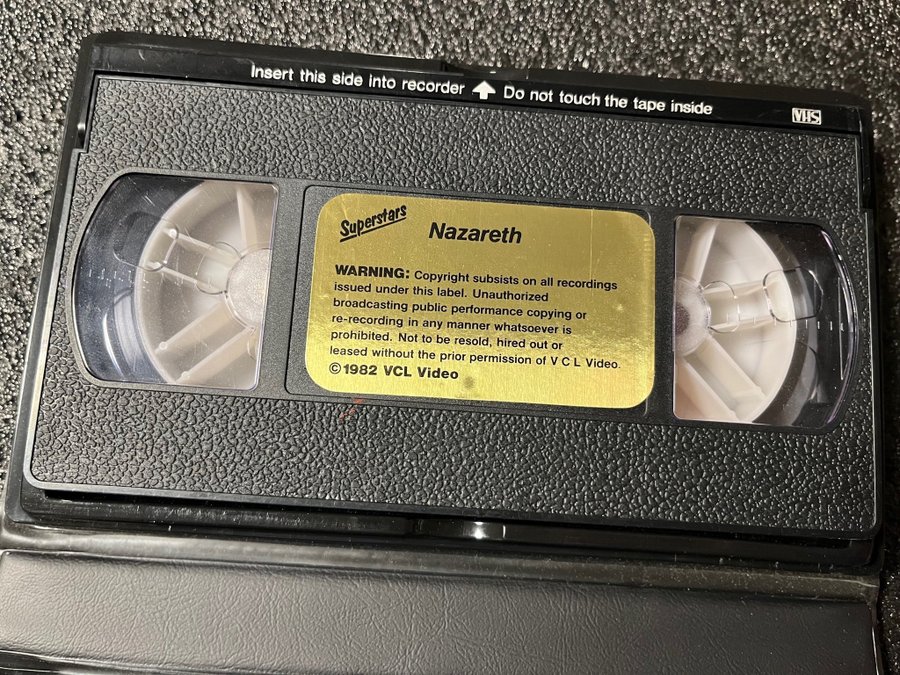 Insert this side into recorder ↑ Do not touch the tape inside
VHS
Superstars
Nazareth
WARNING: Copyright subsists on all recordings
issued under this label. Unauthorized
broadcasting public performance copying or
re-recording in any manner whatsoever is
prohibited. Not to be resold, hired out or
leased without the prior permission of V C L Video.
©1982 VCL Video